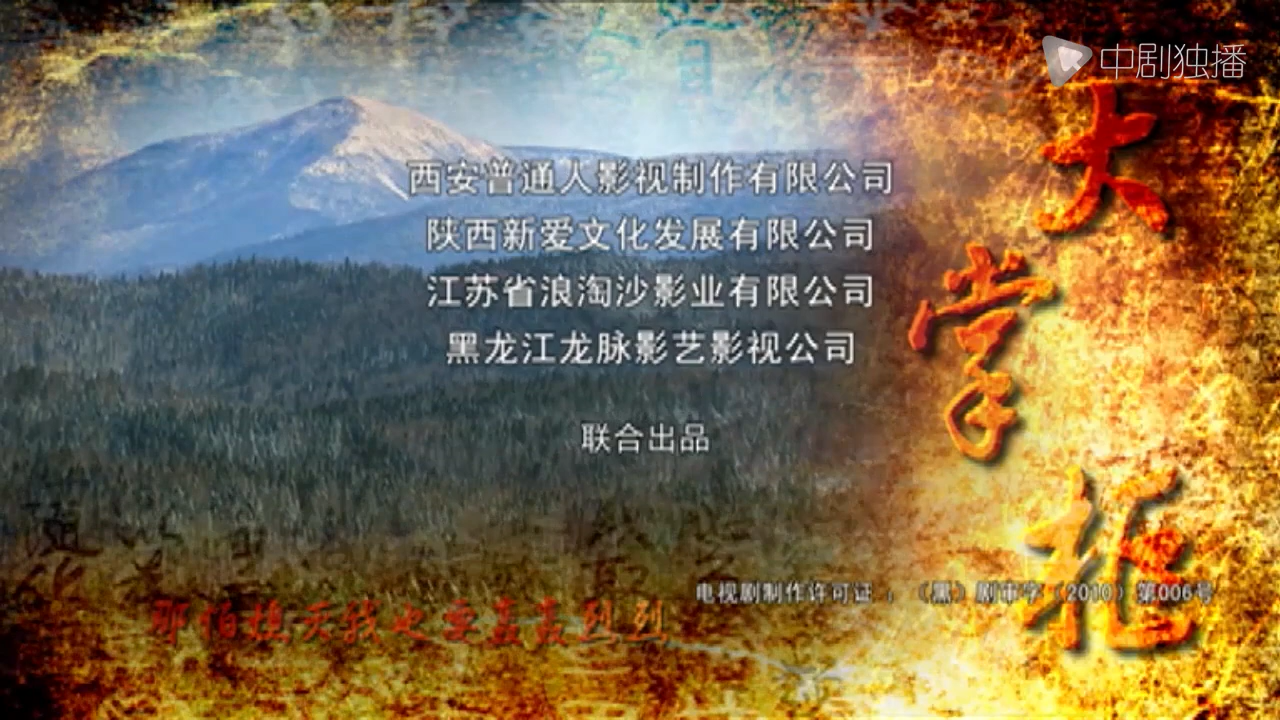 中剧独播
大掌柜
西安普通人影视制作有限公司
陕西新爱文化发展有限公司
江苏省浪淘沙影业有限公司
黑龙江龙脉影艺影视公司
联合出品
电视剧制作许可证：（黑）剧审字（2010）第006号
那怕撼天我也要轰轰烈烈